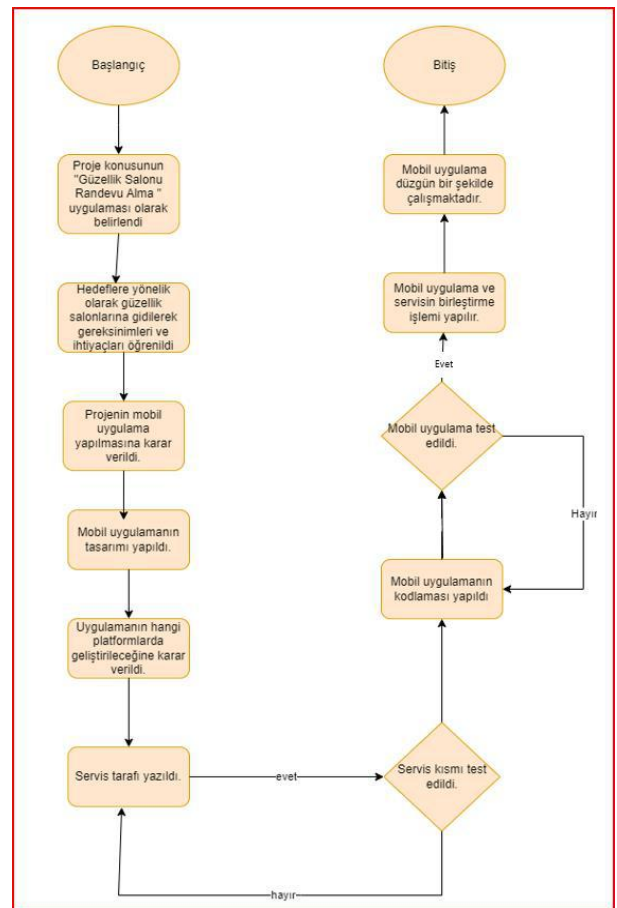 Başlangıç
Proje konusunun
"Güzellik Salonu
Randevu Alma "
uygulaması olarak
belirlendi
Hedeflere yönelik
olarak güzellik
salonlarına gidilerek
gereksinimleri ve
ihtiyaçları öğrenildi
Projenin mobil
uygulama
yapılmasına karar
verildi.
Mobil uygulamanın
tasarımı yapıldı.
Uygulamanın hangi
platformlarda
geliştirileceğine karar
verildi.
Servis tarafı yazıldı.
evet
hayır
Servis kısmı test
edildi.
Mobil uygulamanın
kodlaması yapıldı
Mobil uygulama test
edildi.
Hayır
Evet
Mobil uygulama ve
servisin birleştirme
işlemi yapılır.
Mobil uygulama
düzgün bir şekilde
çalışmaktadır.
Bitiş